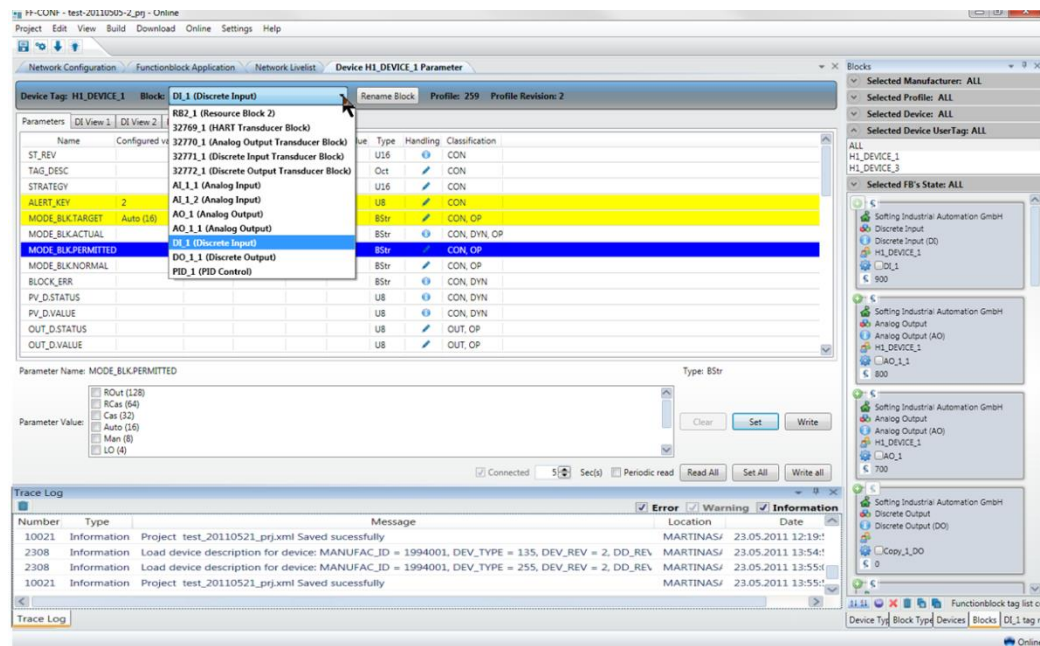 FF-CONF - test-20110505-2_prj - Online
Project Edit View Build Download Online Settings Help
Network Configuration Functionblock Application Network Livelist Device H1_DEVICE_1 Parameter
Device Tag: H1_DEVICE_1 Block: DI_1 (Discrete Input) Rename Block Profile: 259 Profile Revision: 2
RB2_1 (Resource Block 2)
32769_1 (HART Transducer Block)
32770_1 (Analog Output Transducer Block)
32771_1 (Discrete Input Transducer Block)
32772_1 (Discrete Output Transducer Block)
AI_1_1 (Analog Input)
AI_1_2 (Analog Input)
AO_1 (Analog Output)
AO_1_1 (Analog Output)
DI_1 (Discrete Input)
DO_1_1 (Discrete Output)
PID_1 (PID Control)
Parameters DI View 1 DI View 2
Name Configured va ue Type Handling Classification
ST_REV U16 CON
TAG_DESC Oct CON
STRATEGY U16 CON
ALERT_KEY 2 U8 CON
MODE_BLK.TARGET Auto (16) BStr CON, OP
MODE_BLK.ACTUAL BStr CON, DYN, OP
MODE_BLK.PERMITTED BStr CON, OP
MODE_BLK.NORMAL BStr CON, OP
BLOCK_ERR BStr CON, DYN
PV_D.STATUS U8 CON, DYN
PV_D.VALUE U8 CON, DYN
OUT_D.STATUS U8 OUT, OP
OUT_D.VALUE U8 OUT, OP
Parameter Name: MODE_BLK.PERMITTED Type: BStr
Parameter Value:
ROut (128)
RCas (64)
Cas (32)
Auto (16)
Man (8)
LO (4)
Clear Set Write
Connected 5 Sec(s) Periodic read Read All Set All Write all
Trace Log
Error Warning Information
Number Type Message Location Date
10021 Information Project test_20110521_prj.xml Saved sucessfully MARTINAS/ 23.05.2011 12:19:
2308 Information Load device description for device: MANUFAC_ID = 1994001, DEV_TYPE = 135, DEV_REV = 2, DD_REV MARTINAS/ 23.05.2011 13:54:
2308 Information Load device description for device: MANUFAC_ID = 1994001, DEV_TYPE = 255, DEV_REV = 2, DD_REV MARTINAS/ 23.05.2011 13:55:
10021 Information Project test_20110521_prj.xml Saved sucessfully MARTINAS/ 23.05.2011 13:55:
Trace Log
Blocks
Selected Manufacturer: ALL
Selected Profile: ALL
Selected Device: ALL
Selected Device UserTag: ALL
ALL
H1_DEVICE_1
H1_DEVICE_3
Selected FB's State: ALL
Softing Industrial Automation GmbH
Discrete Input
Discrete Input (DI)
H1_DEVICE_1
DI_1
900
Softing Industrial Automation GmbH
Analog Output
Analog Output (AO)
H1_DEVICE_1
AO_1_1
800
Softing Industrial Automation GmbH
Analog Output
Analog Output (AO)
H1_DEVICE_1
AO_1
700
Softing Industrial Automation GmbH
Discrete Output
Discrete Output (DO)
Copy_1_DO
0
Functionblock tag list c
Device Typ Block Type Devices Blocks DI_1 tag
Online